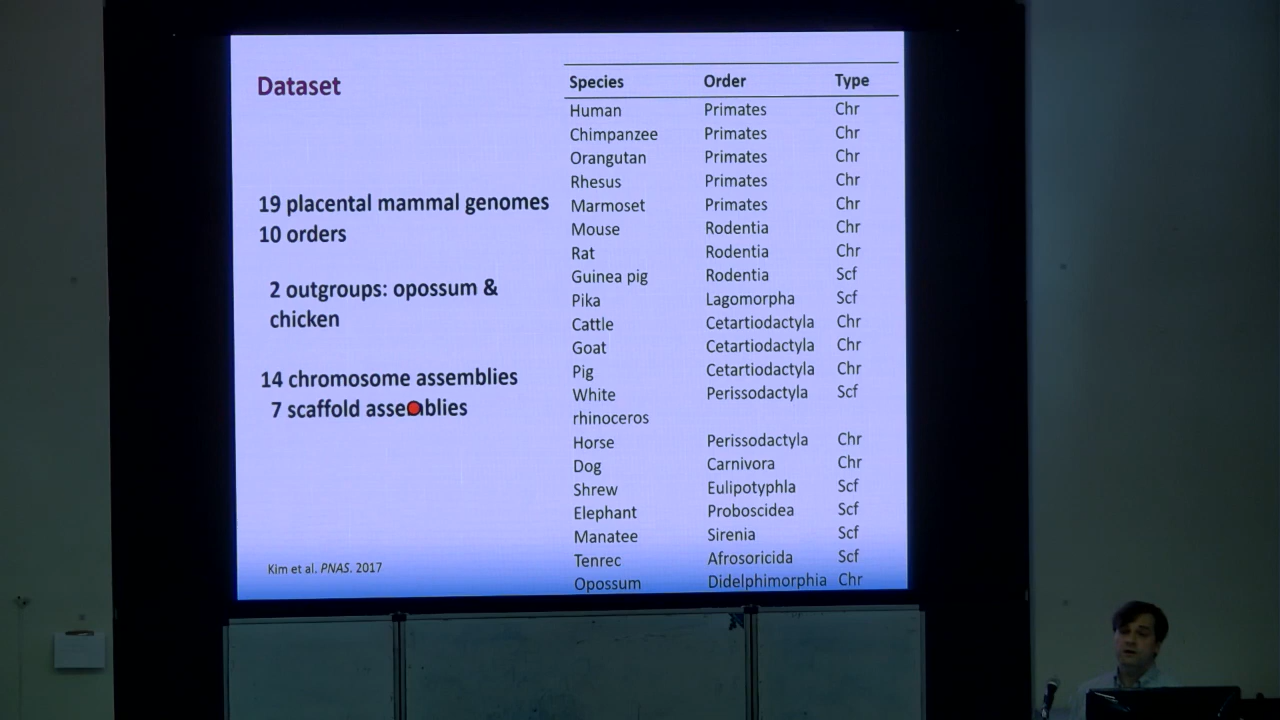 Dataset
19 placental mammal genomes
10 orders
2 outgroups: opossum &
chicken
14 chromosome assemblies
7 scaffold assemblies
Kim et al. PNAS. 2017
Species Order Type
Human Primates Chr
Chimpanzee Primates Chr
Orangutan Primates Chr
Rhesus Primates Chr
Marmoset Primates Chr
Mouse Rodentia Chr
Rat Rodentia Chr
Guinea pig Rodentia Scf
Pika Lagomorpha Scf
Cattle Cetartiodactyla Chr
Goat Cetartiodactyla Chr
Pig Cetartiodactyla Chr
White Perissodactyla Scf
rhinoceros
Horse Perissodactyla Chr
Dog Carnivora Chr
Shrew Eulipotyphla Scf
Elephant Proboscidea Scf
Manatee Sirenia Scf
Tenrec Afrosoricida Scf
Opossum Didelphimorphia Chr